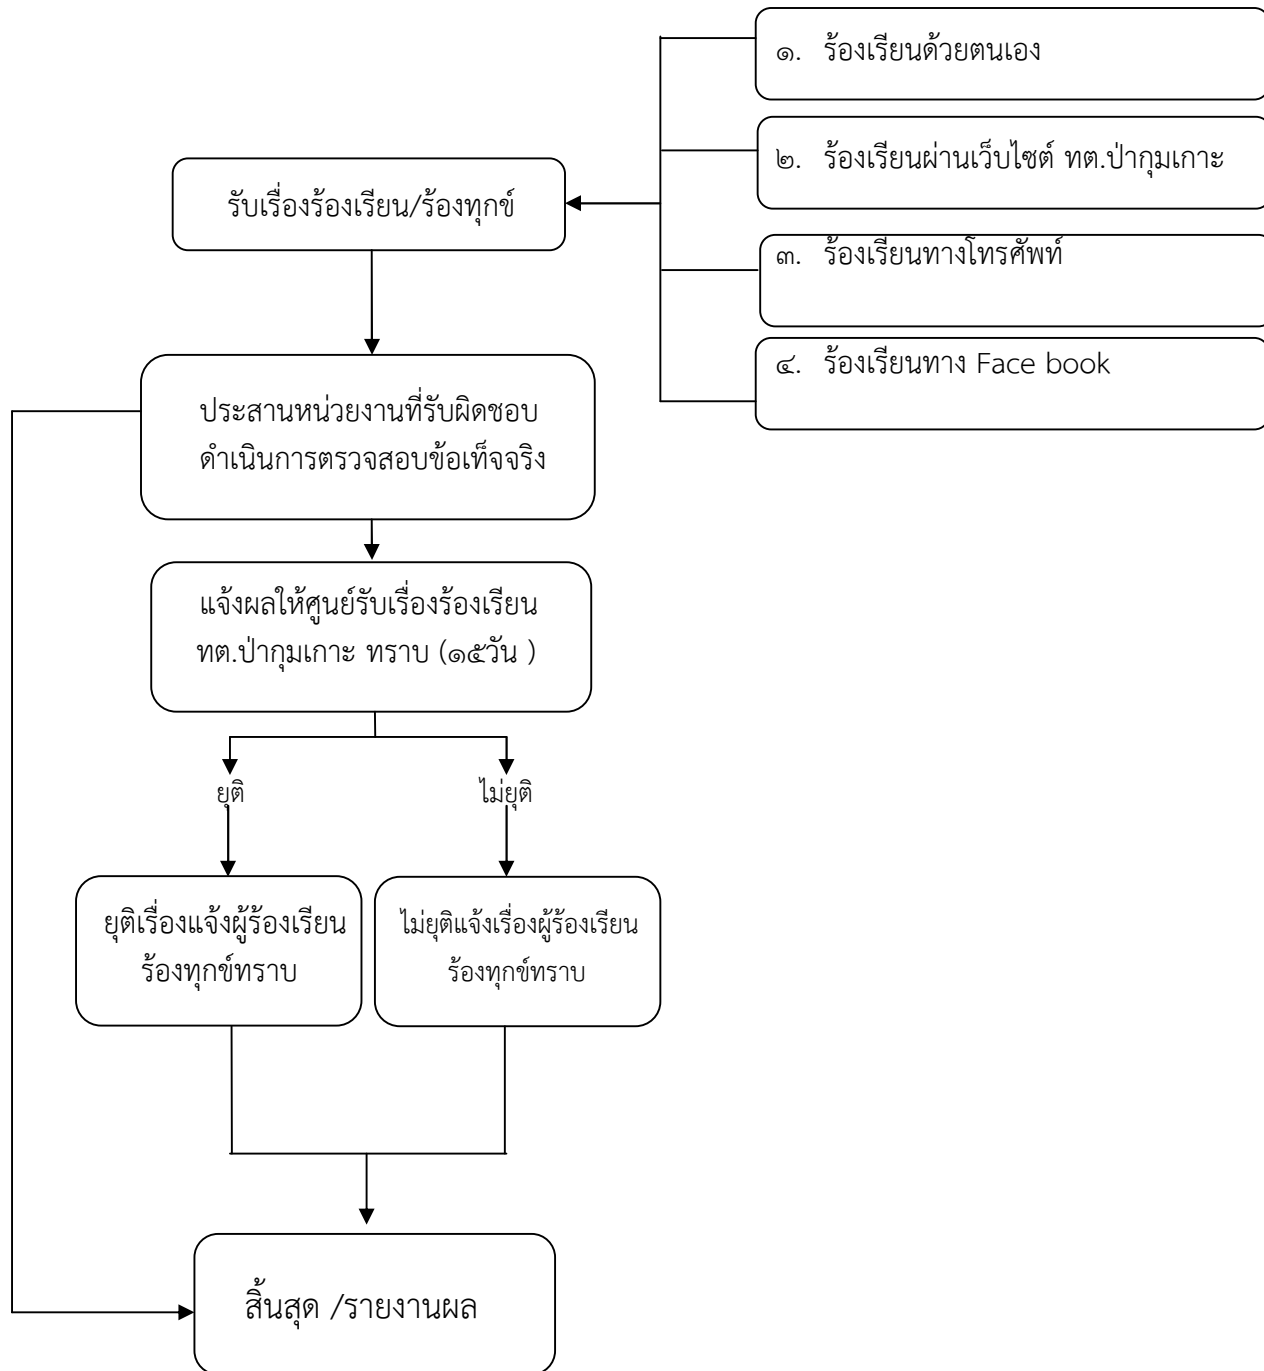 ๑. ร้องเรียนด้วยตนเอง
๒. ร้องเรียนผ่านเว็บไซต์ ทต.ป่ากุมเกาะ
รับเรื่องร้องเรียน/ร้องทุกข์
๓. ร้องเรียนทางโทรศัพท์
๔. ร้องเรียนทาง Face book
ประสานหน่วยงานที่รับผิดชอบ
ดำเนินการตรวจสอบข้อเท็จจริง
แจ้งผลให้ศูนย์รับเรื่องร้องเรียน
ทต.ป่ากุมเกาะ ทราบ (๑๕วัน )
ยุติ
ไม่ยุติ
ยุติเรื่องแจ้งผู้ร้องเรียน
ร้องทุกข์ทราบ
ไม่ยุติแจ้งเรื่องผู้ร้องเรียน
ร้องทุกข์ทราบ
สิ้นสุด /รายงานผล